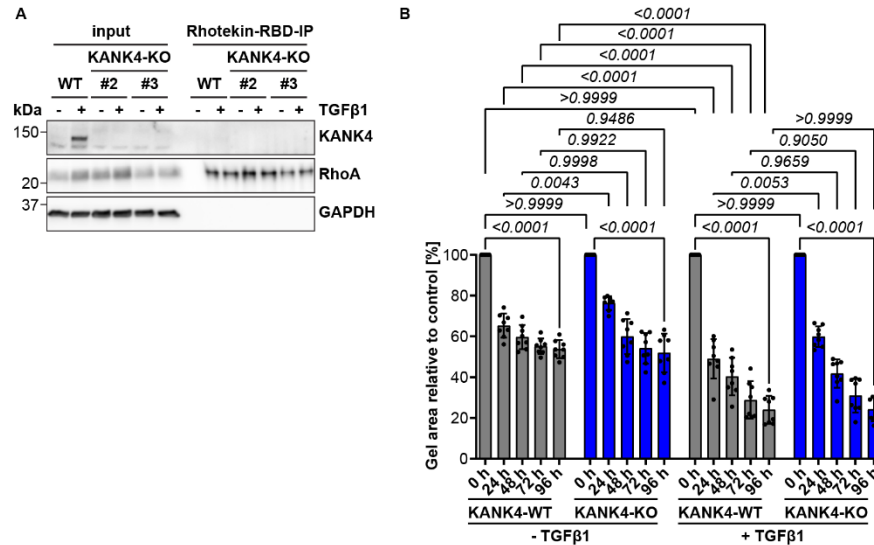 A
input Rhotekin-RBD-IP
KANK4-KO KANK4-KO
WT #2 #3 WT #2 #3
kDa - + - + - + - + - + - + TGFβ1
150 KANK4
20 RhoA
37 GAPDH
B
<0.0001
<0.0001
<0.0001
<0.0001
>0.9999
0.9486 >0.9999
0.9922 0.9050
0.9998 0.9659
0.0043 0.0053
>0.9999 >0.9999
<0.0001 <0.0001 <0.0001 <0.0001
Gel area relative to control [%]
100
80
60
40
20
0
0 h 24 h 48 h 72 h 96 h 0 h 24 h 48 h 72 h 96 h 0 h 24 h 48 h 72 h 96 h 0 h 24 h 48 h 72 h 96 h
KANK4-WT KANK4-KO KANK4-WT KANK4-KO
- TGFβ1 + TGFβ1